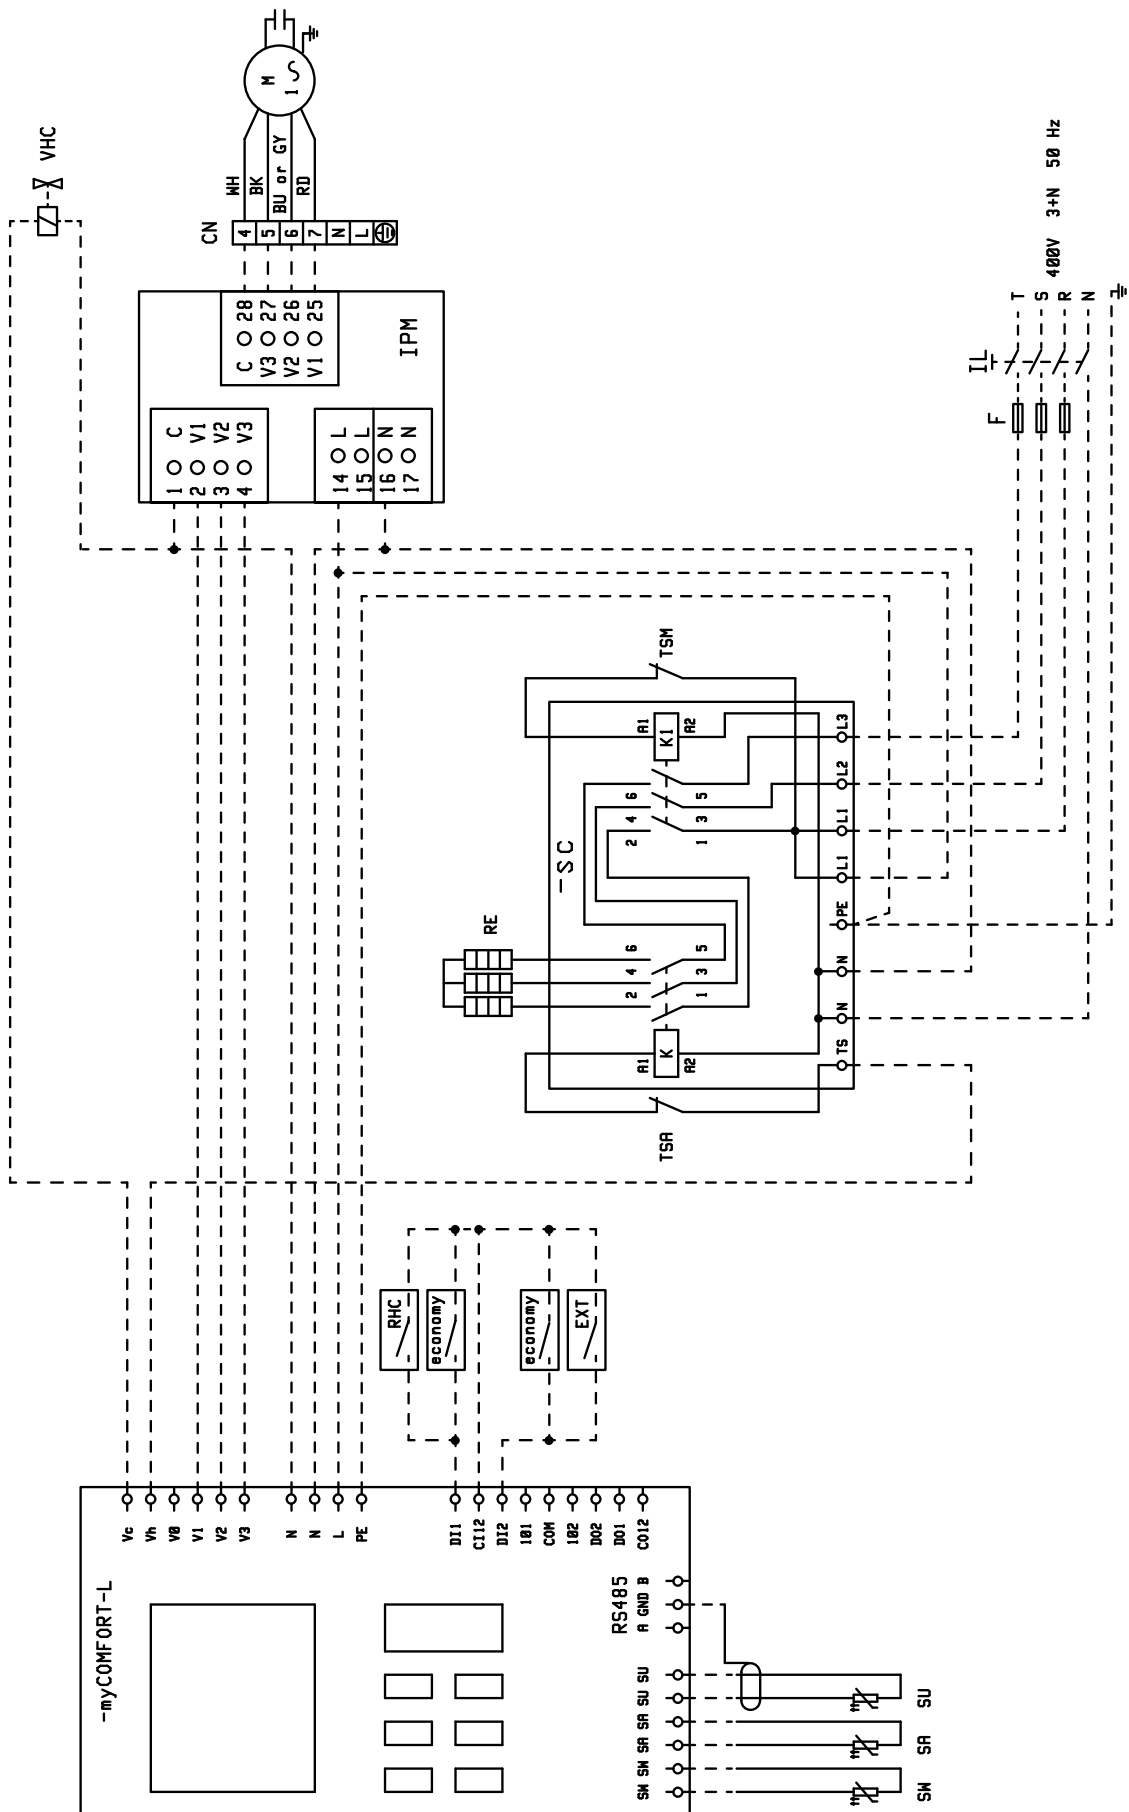 VHC
M
1
WH
BK
BU or GY
RD
CN
4
5
6
7
N
L
C 28
V3 27
V2 26
V1 25
IPM
1 C
2 V1
3 V2
4 V3
14 L
15 L
16 N
17 N
400V 3+N 50 Hz
T
S
R
N
IL
F
TSM
A1
K1
A2
6
4
2
5
3
1
-SC
L3
L2
L1
L1
PE
N
N
TS
RE
6
4
2
5
3
1
A1
K
A2
TSA
RHC
economy
economy
EXT
Vc
Vh
V0
V1
V2
V3
N
N
L
PE
DI1
CI12
DI2
101
COM
102
DO2
DO1
CO12
-myCOMFORT-L
RS485
A GND B
SW SW SA SA SU SU
SU
SA
SW